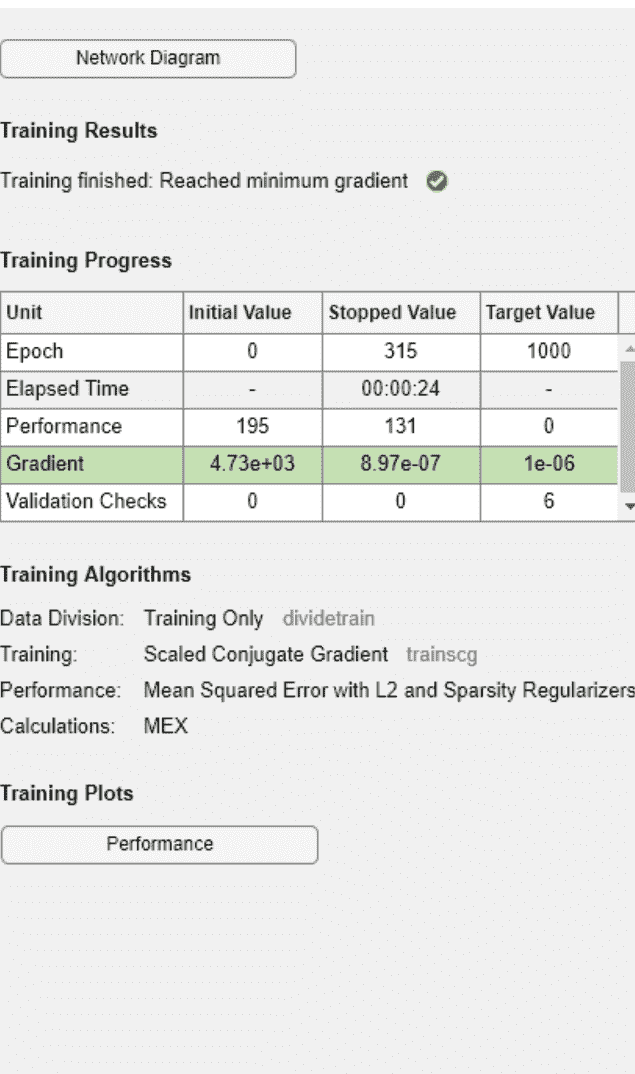 Network Diagram
Training Results
Training finished: Reached minimum gradient
Training Progress
Unit Initial Value Stopped Value Target Value
Epoch 0 315 1000
Elapsed Time - 00:00:24 -
Performance 195 131 0
Gradient 4.73e+03 8.97e-07 1e-06
Validation Checks 0 0 6
Training Algorithms
Data Division: Training Only dividetrain
Training: Scaled Conjugate Gradient trainscg
Performance: Mean Squared Error with L2 and Sparsity Regularizers
Calculations: MEX
Training Plots
Performance